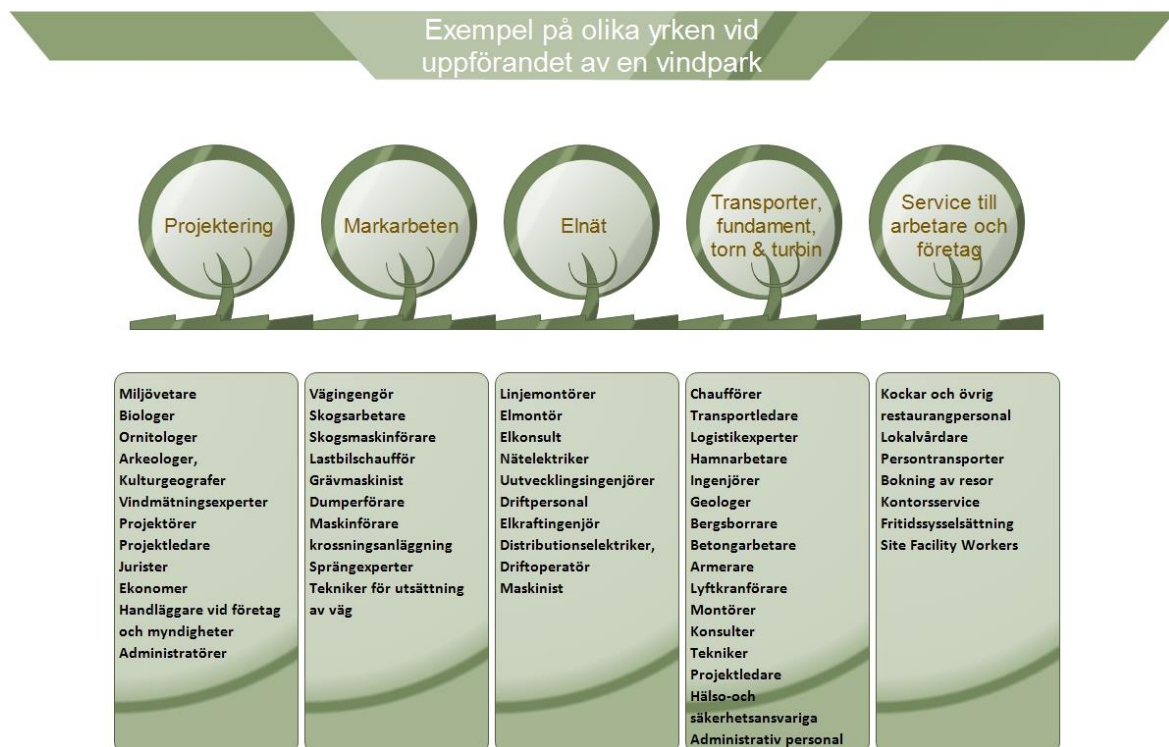 Exempel på olika yrken vid
uppförandet av en vindpark
Projektering
Markarbeten
Elnät
Transporter,
fundament,
torn & turbin
Service till
arbetare och
företag
Miljövetare
Biologer
Ornitologer
Arkeologer,
Kulturgeografer
Vindmätningsexperter
Projektörer
Projektledare
Jurister
Ekonomer
Handläggare vid företag
och myndigheter
Administratörer
Vägingengör
Skogsarbetare
Skogsmaskinförare
Lastbilschaufför
Grävmaskinist
Dumperförare
Maskinförare
krossningsanläggning
Sprängexperter
Tekniker för utsättning
av väg
Linjemontörer
Elmontör
Elkonsult
Nätelektriker
Uutvecklingsingenjörer
Driftpersonal
Elkraftingenjör
Distributionselektriker,
Driftoperatör
Maskinist
Chaufförer
Transportledare
Logistikexperter
Hamnarbetare
Ingenjörer
Geologer
Bergsborrare
Betongarbetare
Armerare
Lyftkranförare
Montörer
Konsulter
Tekniker
Projektledare
Hälso-och
säkerhetsansvariga
Administrativ personal
Kockar och övrig
restaurangpersonal
Lokalvårdare
Persontransporter
Bokning av resor
Kontorsservice
Fritidssysselsättning
Site Facility Workers